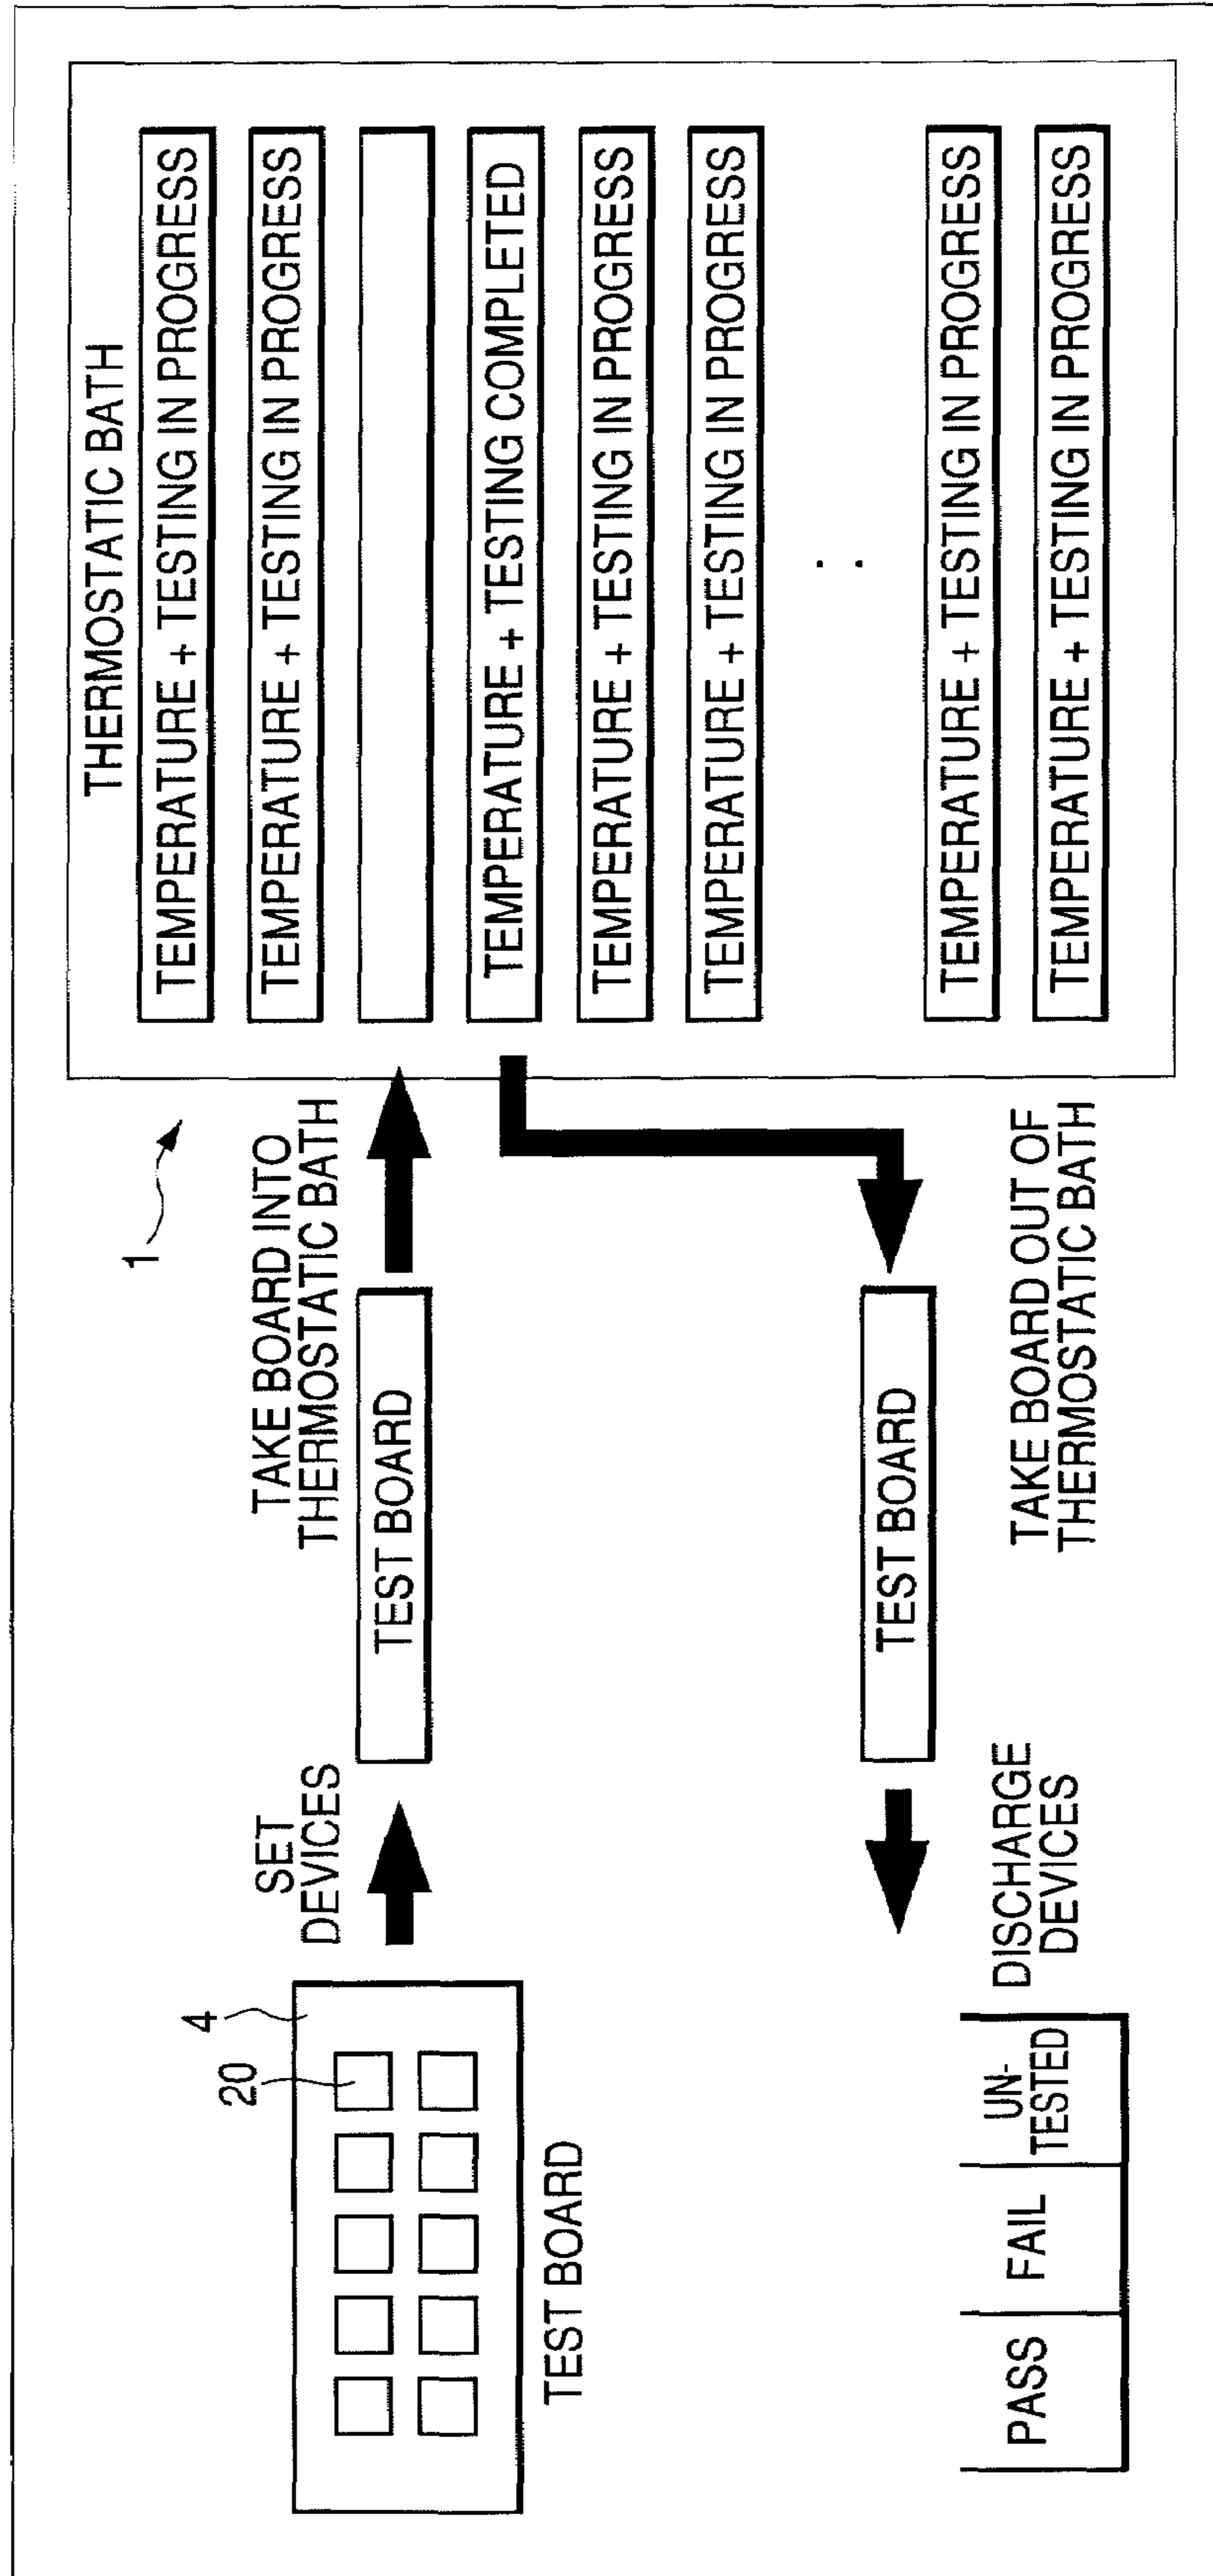 THERMOSTATIC BATH
TEMPERATURE + TESTING IN PROGRESS
TEMPERATURE + TESTING IN PROGRESS
TEMPERATURE + TESTING COMPLETED
TEMPERATURE + TESTING IN PROGRESS
TEMPERATURE + TESTING IN PROGRESS
. .
TEMPERATURE + TESTING IN PROGRESS
TEMPERATURE + TESTING IN PROGRESS
1
TAKE BOARD INTO
THERMOSTATIC BATH
TEST BOARD
SET
DEVICES
4
20
TEST BOARD
TAKE BOARD OUT OF
THERMOSTATIC BATH
TEST BOARD
DISCHARGE
DEVICES
PASS
FAIL
UN-
TESTED